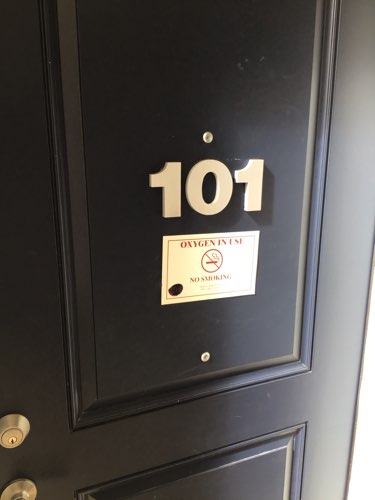 101
OXYGEN IN USE
NO SMOKING